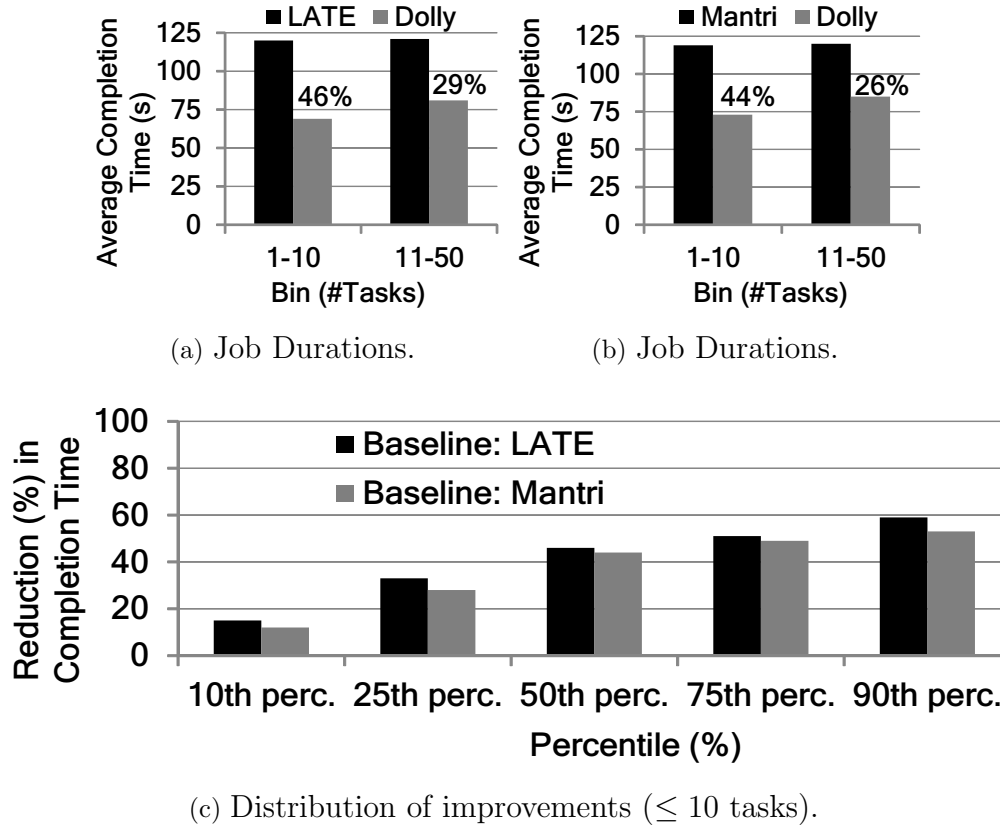 LATE Dolly
125
100
75
50
25
0
46%
29%
Average Completion
Time (s)
1-10 11-50
Bin (#Tasks)
(a) Job Durations.
Mantri Dolly
125
100
75
50
25
0
44%
26%
Average Completion
Time (s)
1-10 11-50
Bin (#Tasks)
(b) Job Durations.
100
80
60
40
20
0
Reduction (%) in
Completion Time
Baseline: LATE
Baseline: Mantri
10th perc. 25th perc. 50th perc. 75th perc. 90th perc.
Percentile (%)
(c) Distribution of improvements (≤ 10 tasks).